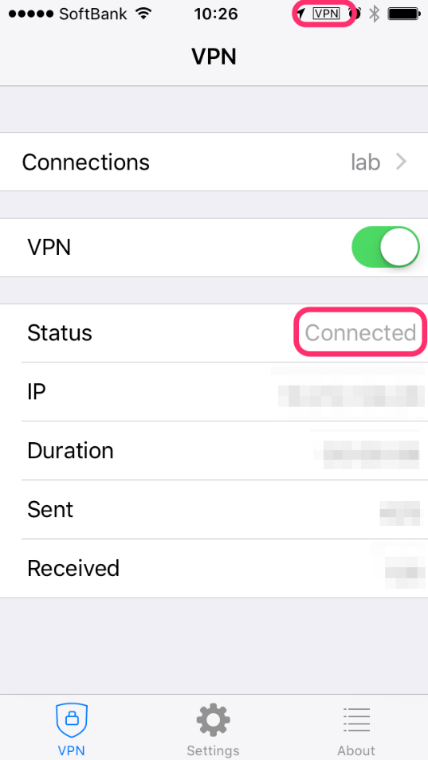 SoftBank 10:26 VPN
VPN
Connections lab
VPN
Status Connected
IP
Duration
Sent
Received
VPN Settings About